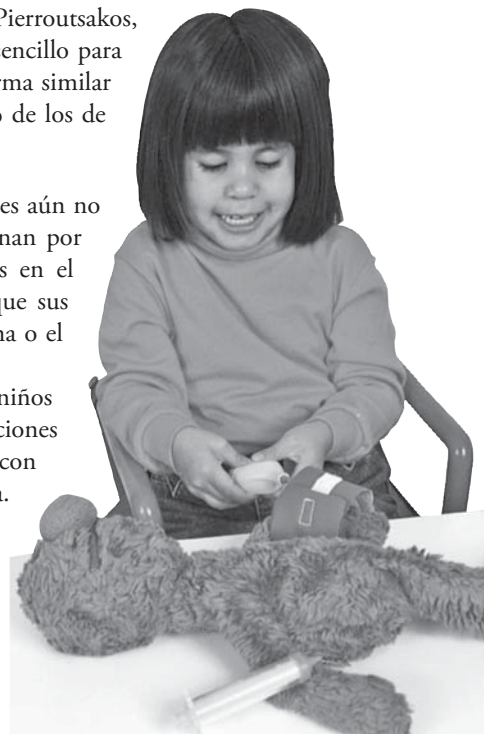 Pierroutsakos,
sencillo para
rma similar
o de los de
es aún no
nan por
s en el
que sus
na o el
niños
ciones
con
a.